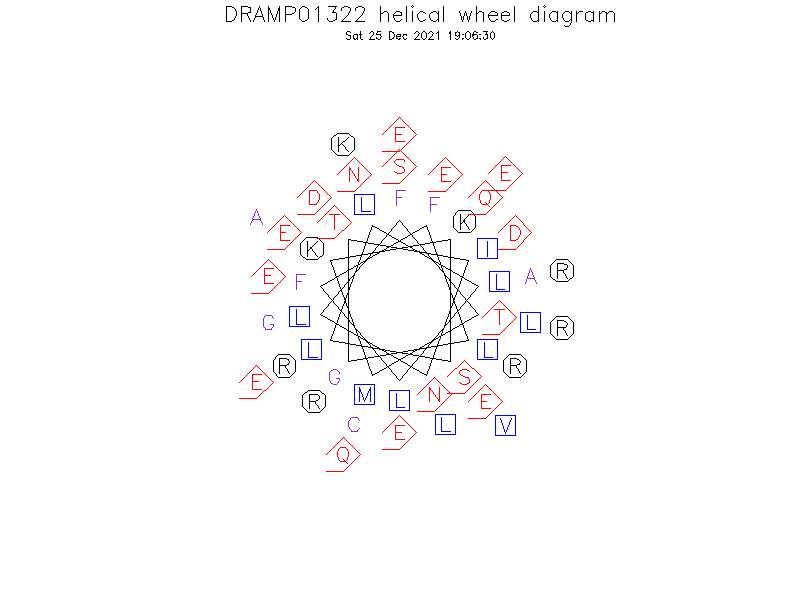 DRAMP01322 helical wheel diagram
Sat 25 Dec 2021 19:06:30
E
K
S
N E E
D L F F Q
A T K
E K I D
E F L A R
G L T L R
L L R
R
E G S
R M L N E
C E L V
Q